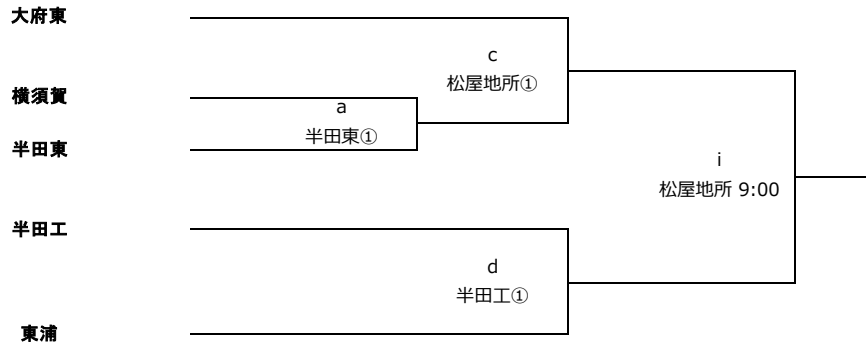 大府東
c
松屋地所①
横須賀
a
半田東①
半田東
i
松屋地所 9:00
半田工
d
半田工①
東浦